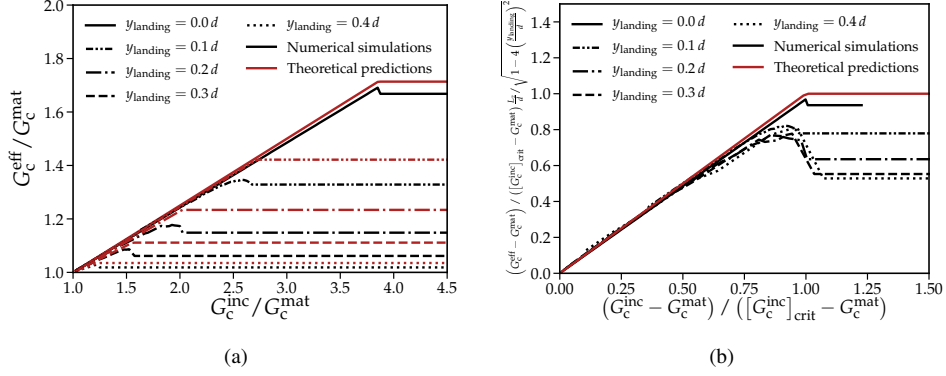 y_landing = 0.0 d
y_landing = 0.1 d
y_landing = 0.2 d
y_landing = 0.3 d
y_landing = 0.4 d
Numerical simulations
Theoretical predictions
G_c^eff / G_c^mat
2.0
1.8
1.6
1.4
1.2
1.0
1.0 1.5 2.0 2.5 3.0 3.5 4.0 4.5
G_c^inc / G_c^mat
(a)
y_landing = 0.0 d
y_landing = 0.1 d
y_landing = 0.2 d
y_landing = 0.3 d
y_landing = 0.4 d
Numerical simulations
Theoretical predictions
1.4
1.2
1.0
0.8
0.6
0.4
0.2
0.0
0.00 0.25 0.50 0.75 1.00 1.25 1.50
(G_c^inc − G_c^mat) / ([G_c^inc]_crit − G_c^mat)
(b)